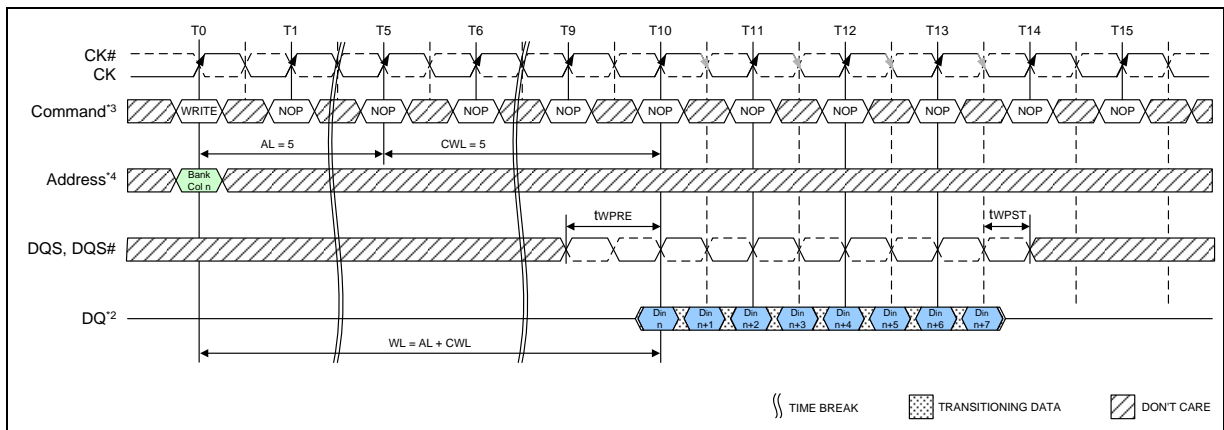 T0 T1 T5 T6 T9 T10 T11 T12 T13 T14 T15
CK#
CK
Command*3 WRITE NOP NOP NOP NOP NOP NOP NOP NOP NOP NOP
AL = 5 CWL = 5
Address*4 Bank Col n
tWPRE tWPST
DQS, DQS#
DQ*2 Din n Din n+1 Din n+2 Din n+3 Din n+4 Din n+5 Din n+6 Din n+7
WL = AL + CWL
TIME BREAK TRANSITIONING DATA DON'T CARE